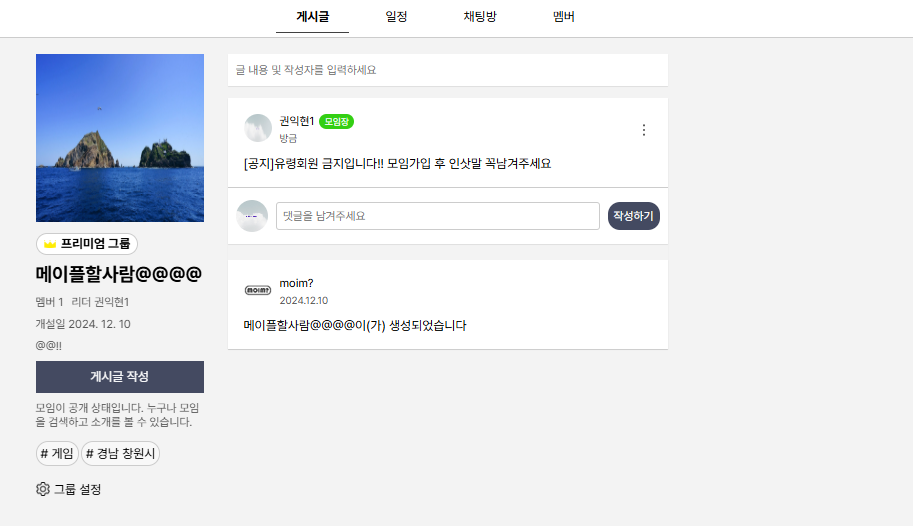 게시글 일정 채팅방 멤버
프리미엄 그룹
메이플할사람@@@@
멤버 1 리더 권익현1
개설일 2024. 12. 10
@@!!
게시글 작성
모임이 공개 상태입니다. 누구나 모임
을 검색하고 소개를 볼 수 있습니다.
# 게임 # 경남 창원시
그룹 설정
글 내용 및 작성자를 입력하세요
권익현1 모임장
방금
[공지]유령회원 금지입니다!! 모임가입 후 인삿말 꼭남겨주세요
댓글을 남겨주세요 작성하기
MOIM? moim?
2024.12.10
메이플할사람@@@@이(가) 생성되었습니다